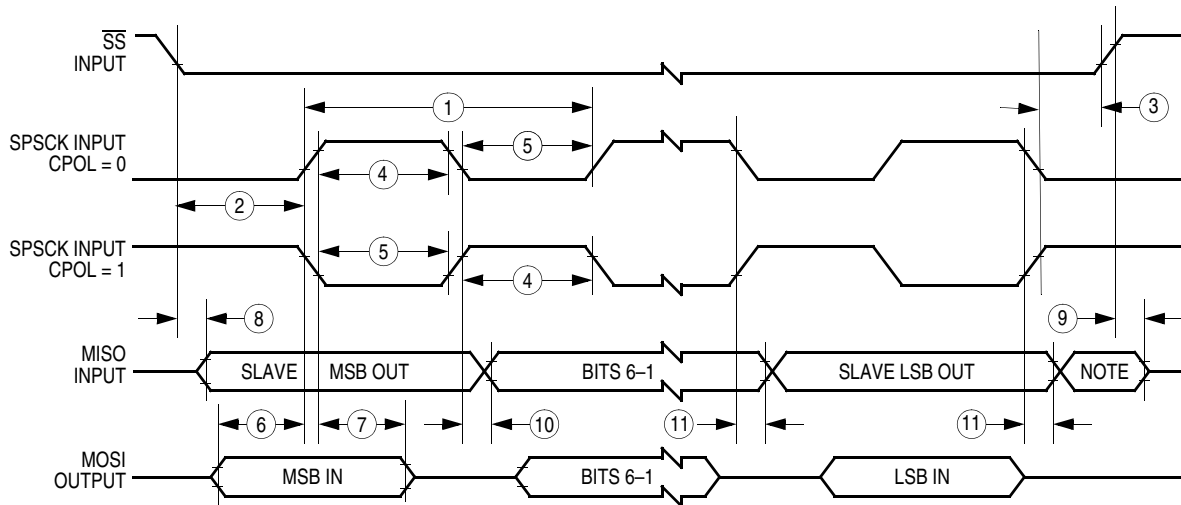 SS
INPUT
1
3
SPSCK INPUT
CPOL = 0
5
4
2
SPSCK INPUT
CPOL = 1
5
4
8
9
MISO
INPUT
SLAVE MSB OUT
BITS 6–1
SLAVE LSB OUT
NOTE
6
7
10
11
11
MOSI
OUTPUT
MSB IN
BITS 6–1
LSB IN